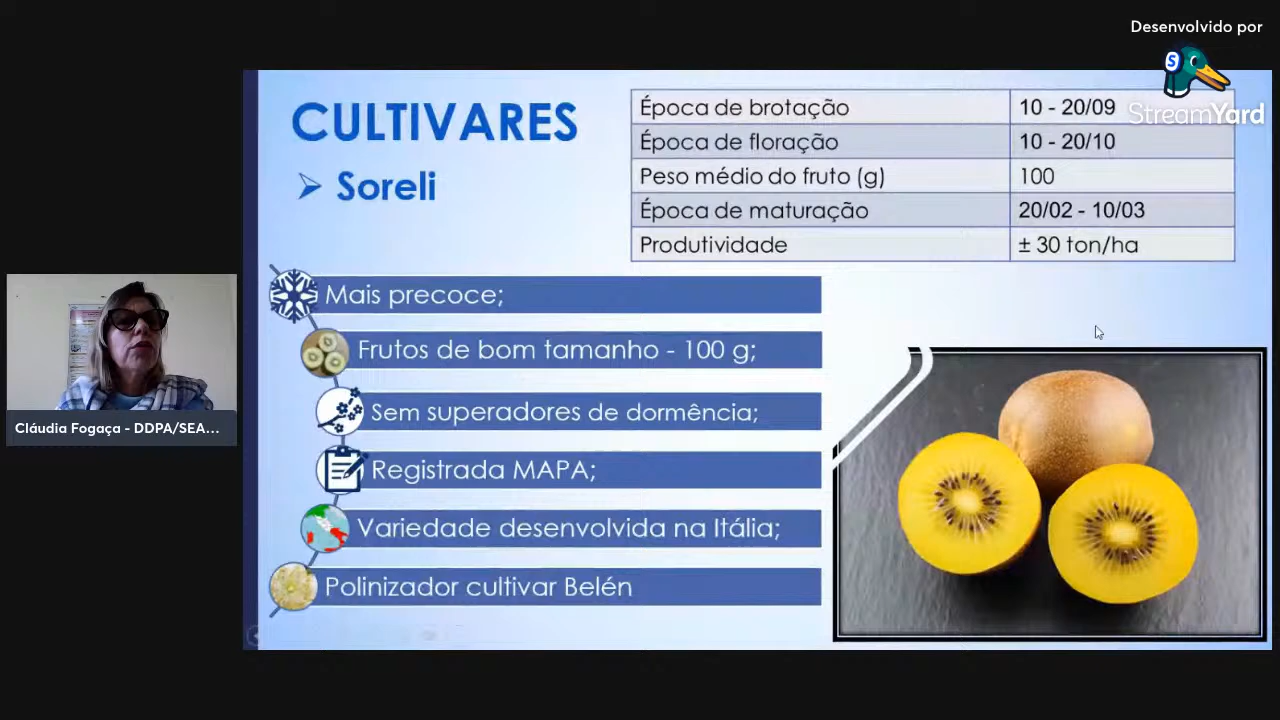 Desenvolvido por
StreamYard
CULTIVARES
Soreli
Época de brotação 10 - 20/09
Época de floração 10 - 20/10
Peso médio do fruto (g) 100
Época de maturação 20/02 - 10/03
Produtividade ± 30 ton/ha
Mais precoce;
Frutos de bom tamanho - 100 g;
Sem superadores de dormência;
Registrada MAPA;
Variedade desenvolvida na Itália;
Polinizador cultivar Belén
Cláudia Fogaça - DDPA/SEA...